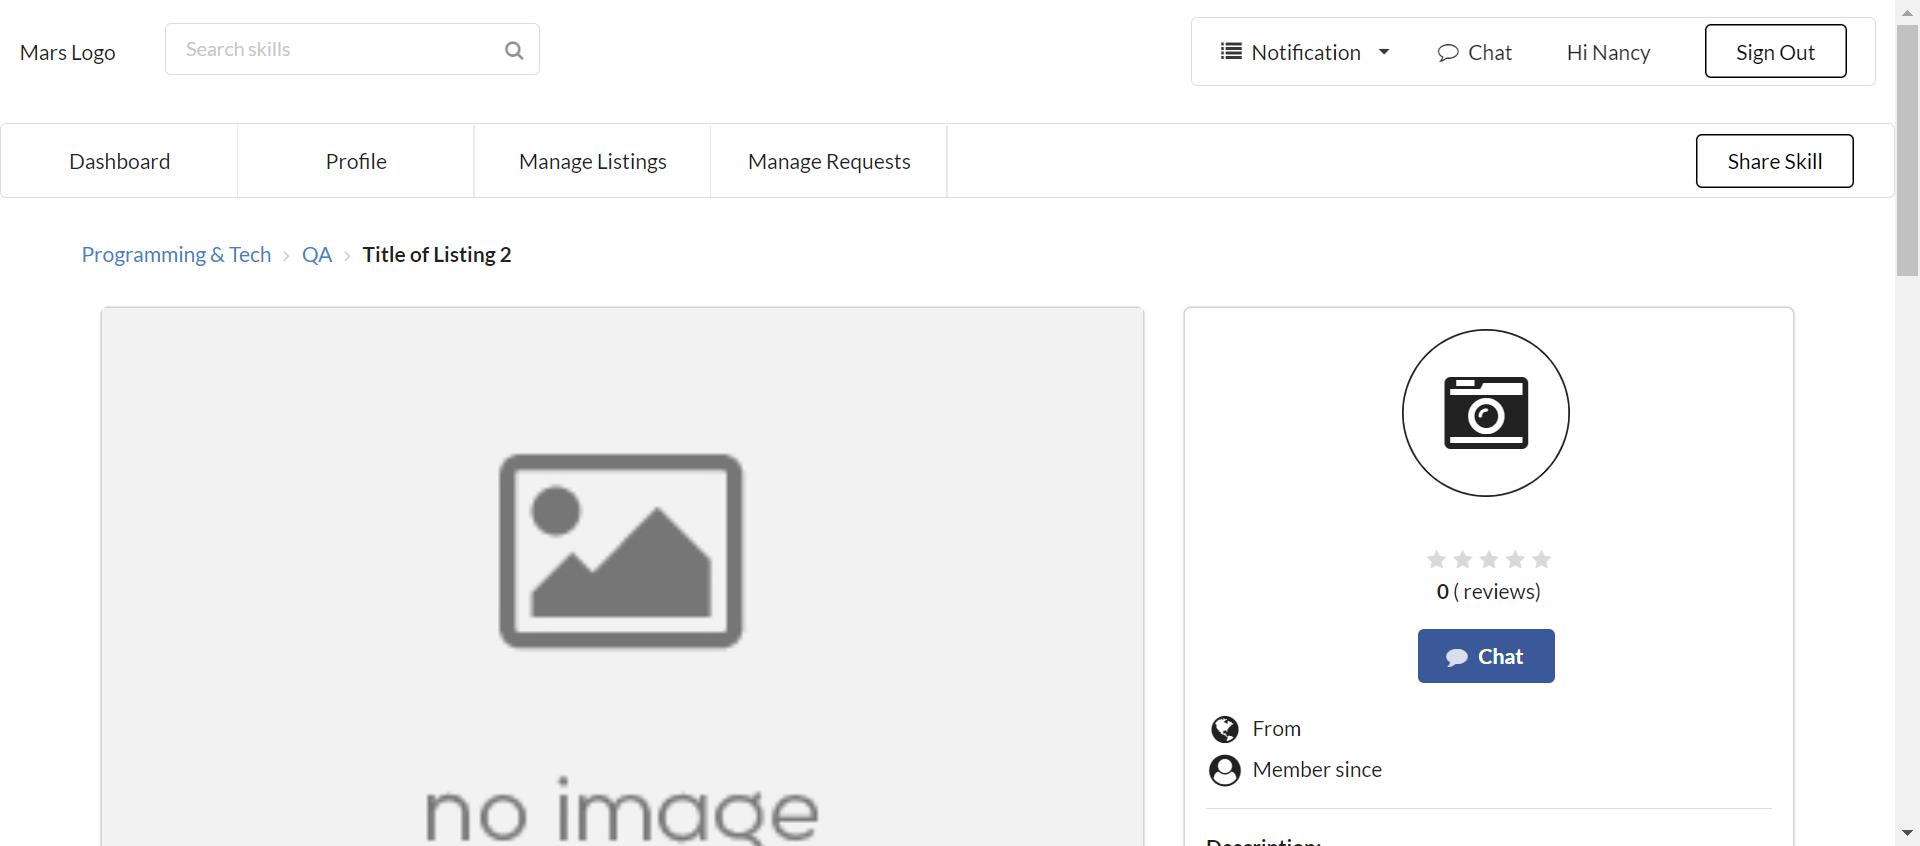 Mars Logo
Search skills
Notification
Chat
Hi Nancy
Sign Out
Dashboard
Profile
Manage Listings
Manage Requests
Share Skill
Programming & Tech › QA › Title of Listing 2
no image
0 ( reviews)
Chat
From
Member since
Description: